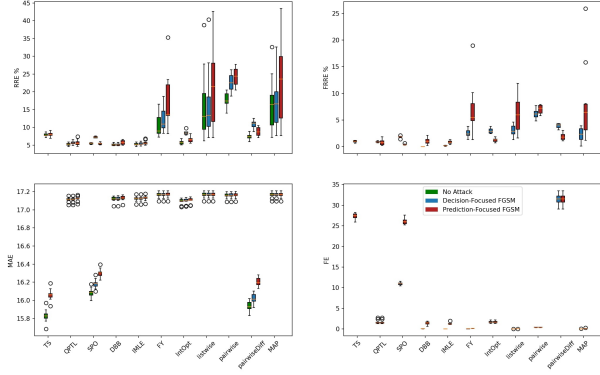 45
40
35
30
25
20
15
10
5
RRE %
25
20
15
10
5
0
FRRE %
17.2
17.0
16.8
16.6
16.4
16.2
16.0
15.8
MAE
TS
QPTL
SPO
DBB
IMLE
FY
IntOpt
listwise
pairwise
pairwiseDiff
MAP
35
30
25
20
15
10
5
0
FE
No Attack
Decision-Focused FGSM
Prediction-Focused FGSM
TS
QPTL
SPO
DBB
IMLE
FY
IntOpt
listwise
pairwise
pairwiseDiff
MAP